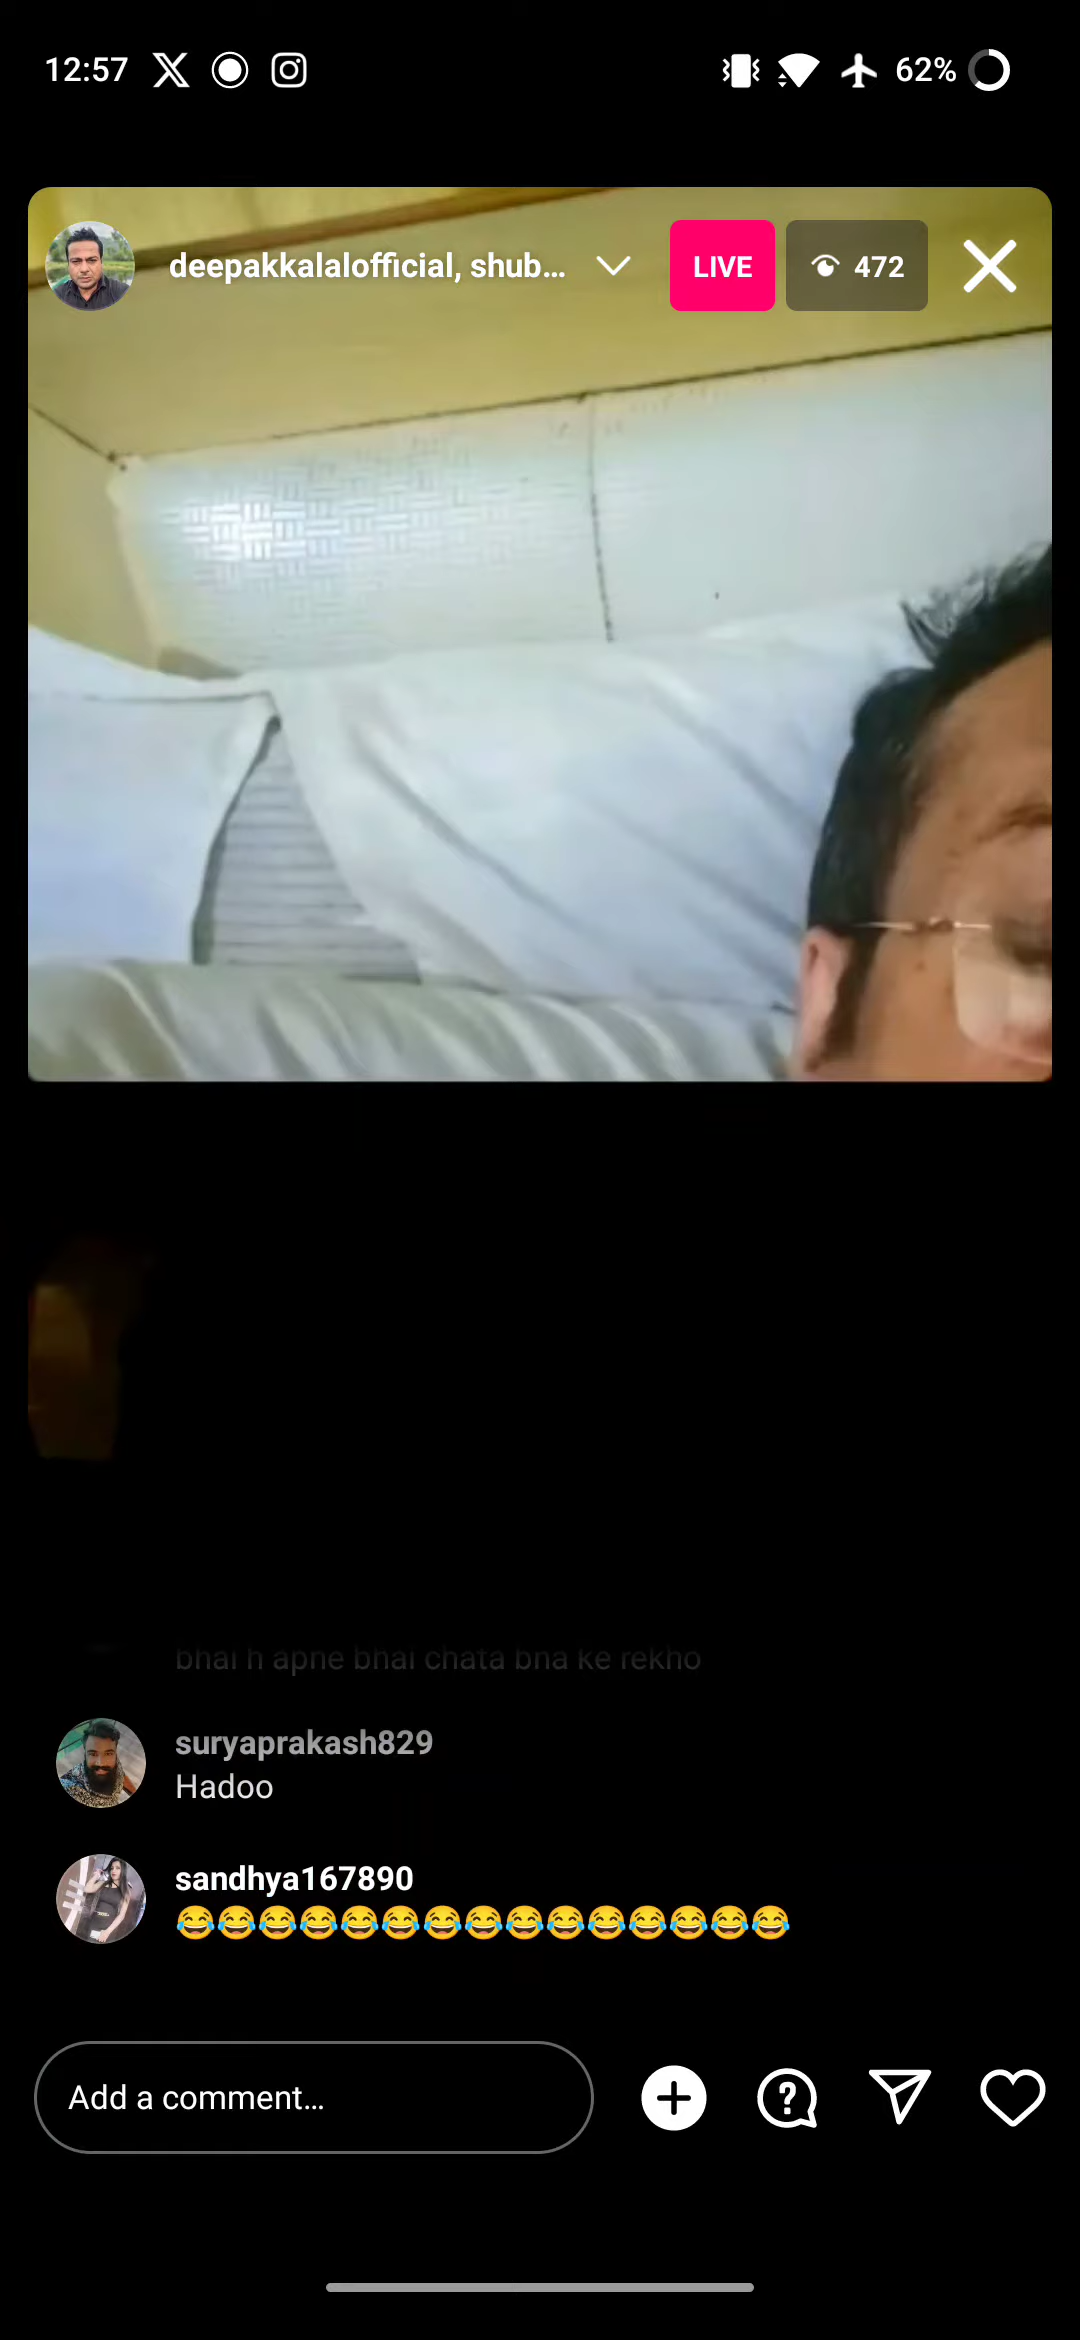 12:57
62%
deepakkalalofficial, shub...
LIVE
472
bhai h apne bhai chata bna ke rekho
suryaprakash829
Hadoo
sandhya167890
😂😂😂😂😂😂😂😂😂😂😂😂😂😂😂
Add a comment...